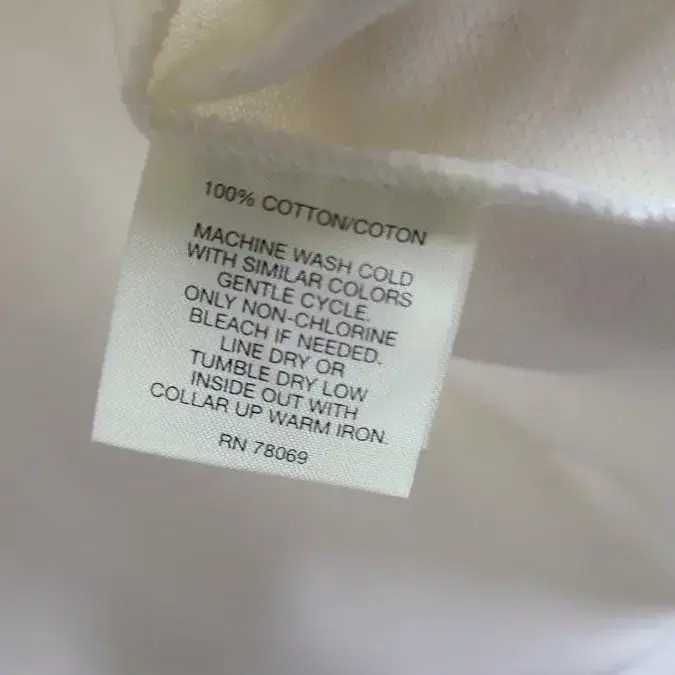 100% COTTON/COTON
MACHINE WASH COLD
WITH SIMILAR COLORS
GENTLE CYCLE.
ONLY NON-CHLORINE
BLEACH IF NEEDED.
LINE DRY OR
TUMBLE DRY LOW
INSIDE OUT WITH
COLLAR UP WARM IRON.
RN 78069